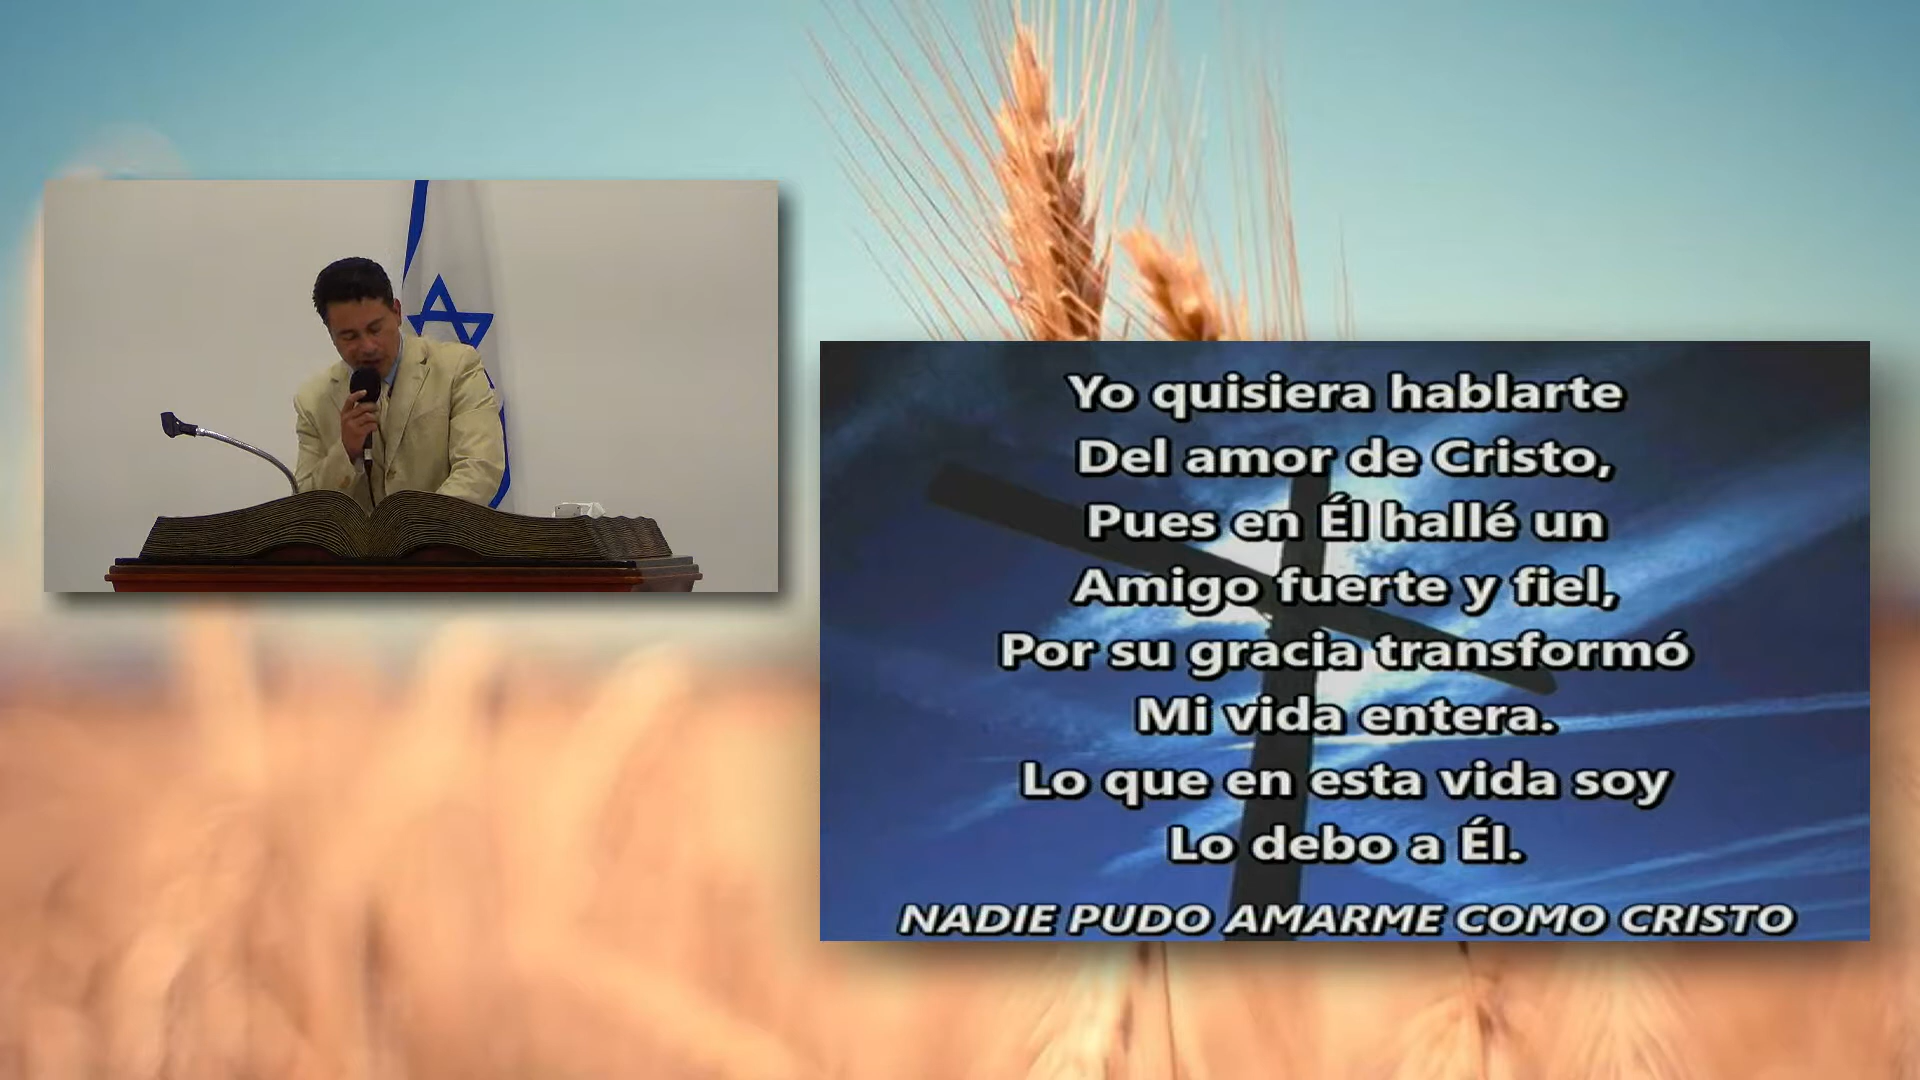 Yo quisiera hablarte
Del amor de Cristo,
Pues en Él hallé un
Amigo fuerte y fiel,
Por su gracia transformó
Mi vida entera.
Lo que en esta vida soy
Lo debo a Él.
NADIE PUDO AMARME COMO CRISTO